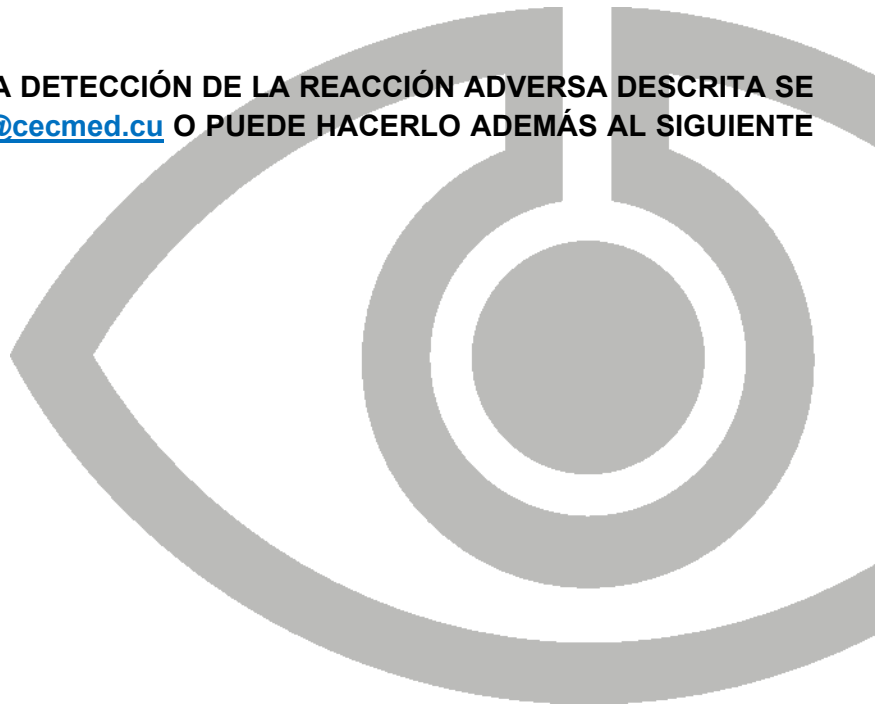 A DETECCIÓN DE LA REACCIÓN ADVERSA DESCRITA SE
@cecmed.cu O PUEDE HACERLO ADEMÁS AL SIGUIENTE